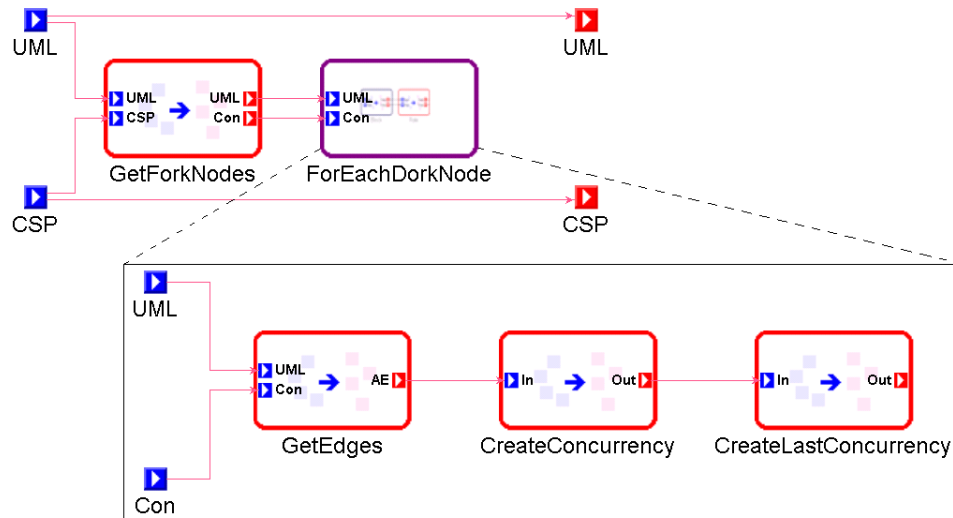 UML
UML
UML
CSP
UML
Con
UML
Con
GetForkNodes
ForEachDorkNode
CSP
CSP
UML
UML
Con
AE
In
Out
In
Out
GetEdges
CreateConcurrency
CreateLastConcurrency
Con